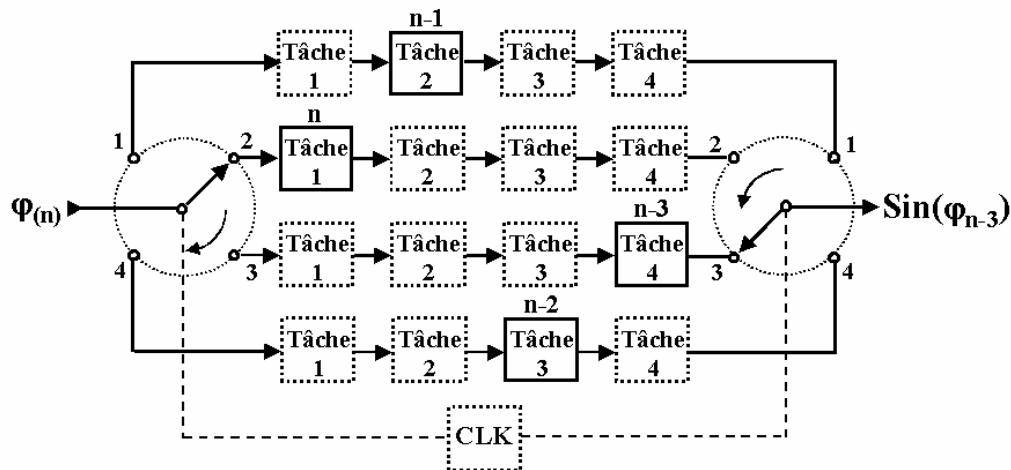 n-1
Tâche 1 Tâche 2 Tâche 3 Tâche 4
n
1 2 Tâche 1 Tâche 2 Tâche 3 Tâche 4 2 1
φ(n) Sin(φn-3)
n-3
4 3 Tâche 1 Tâche 2 Tâche 3 Tâche 4 3 4
n-2
Tâche 1 Tâche 2 Tâche 3 Tâche 4
CLK